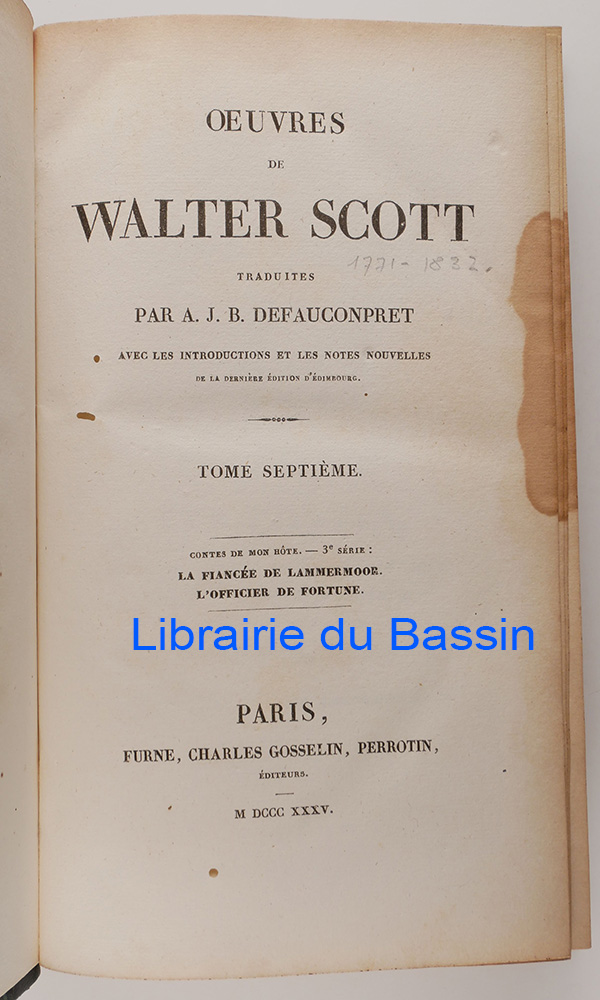 OEUVRES
DE
WALTER SCOTT
1771-1832.
TRADUITES
PAR A. J. B. DEFAUCONPRET
AVEC LES INTRODUCTIONS ET LES NOTES NOUVELLES
DE LA DERNIÈRE ÉDITION D'ÉDIMBOURG.
TOME SEPTIÈME.
CONTES DE MON HÔTE. — 3e SÉRIE :
LA FIANCÉE DE LAMMERMOOR.
L'OFFICIER DE FORTUNE.
Librairie du Bassin
PARIS,
FURNE, CHARLES GOSSELIN, PERROTIN,
ÉDITEURS.
M DCCC XXXV.